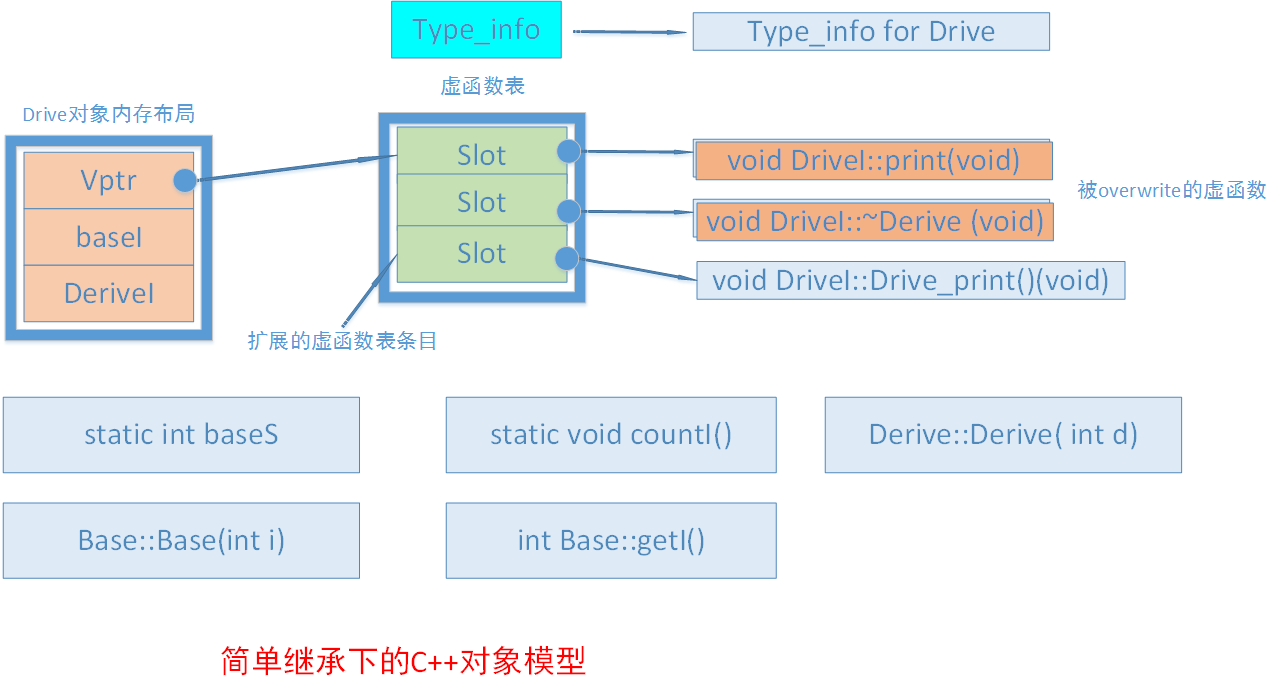 Type_info
Type_info for Drive
虚函数表
Drive对象内存布局
Vptr
baseI
DeriveI
Slot
Slot
Slot
void DriveI::print(void)
void DriveI::~Derive (void)
void DriveI::Drive_print()(void)
被overwrite的虚函数
扩展的虚函数表条目
static int baseS
static void countI()
Derive::Derive( int d)
Base::Base(int i)
int Base::getI()
简单继承下的C++对象模型